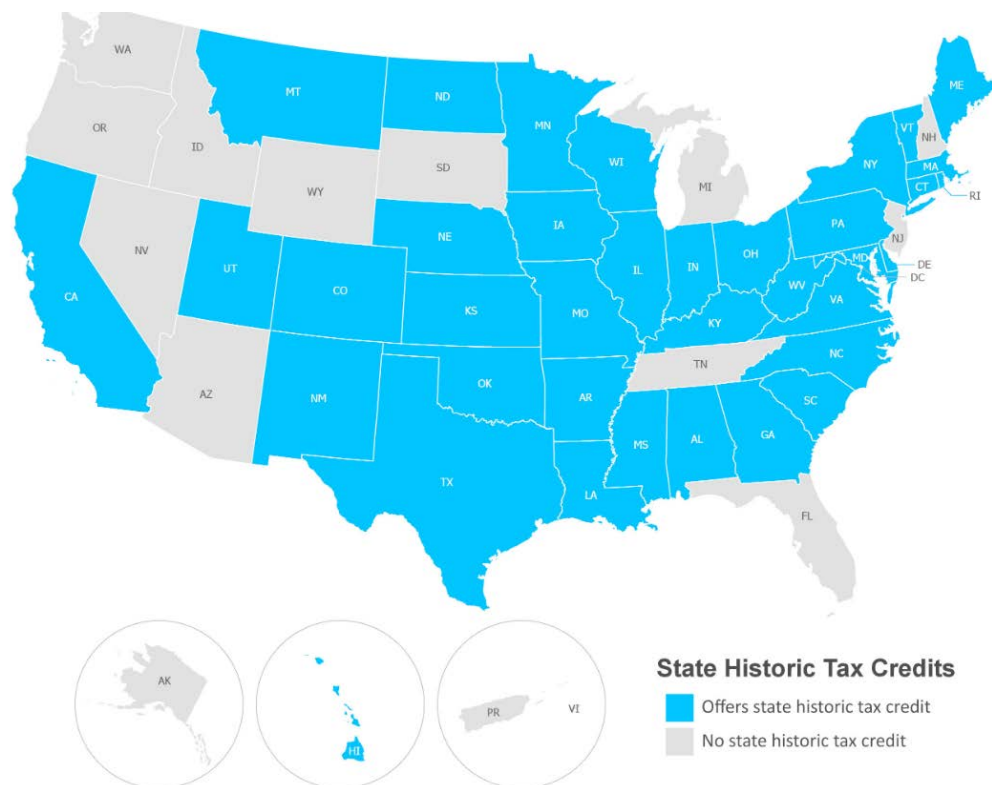 WA
MT
ND
MN
ME
OR
ID
SD
WI
VT
NH
NY
MA
WY
MI
CT
RI
NE
IA
PA
NJ
NV
UT
CO
IL
IN
OH
MD
DE
DC
CA
KS
MO
WV
VA
KY
AZ
NM
OK
AR
TN
NC
SC
TX
MS
AL
GA
LA
FL
AK
HI
PR
VI
State Historic Tax Credits
Offers state historic tax credit
No state historic tax credit